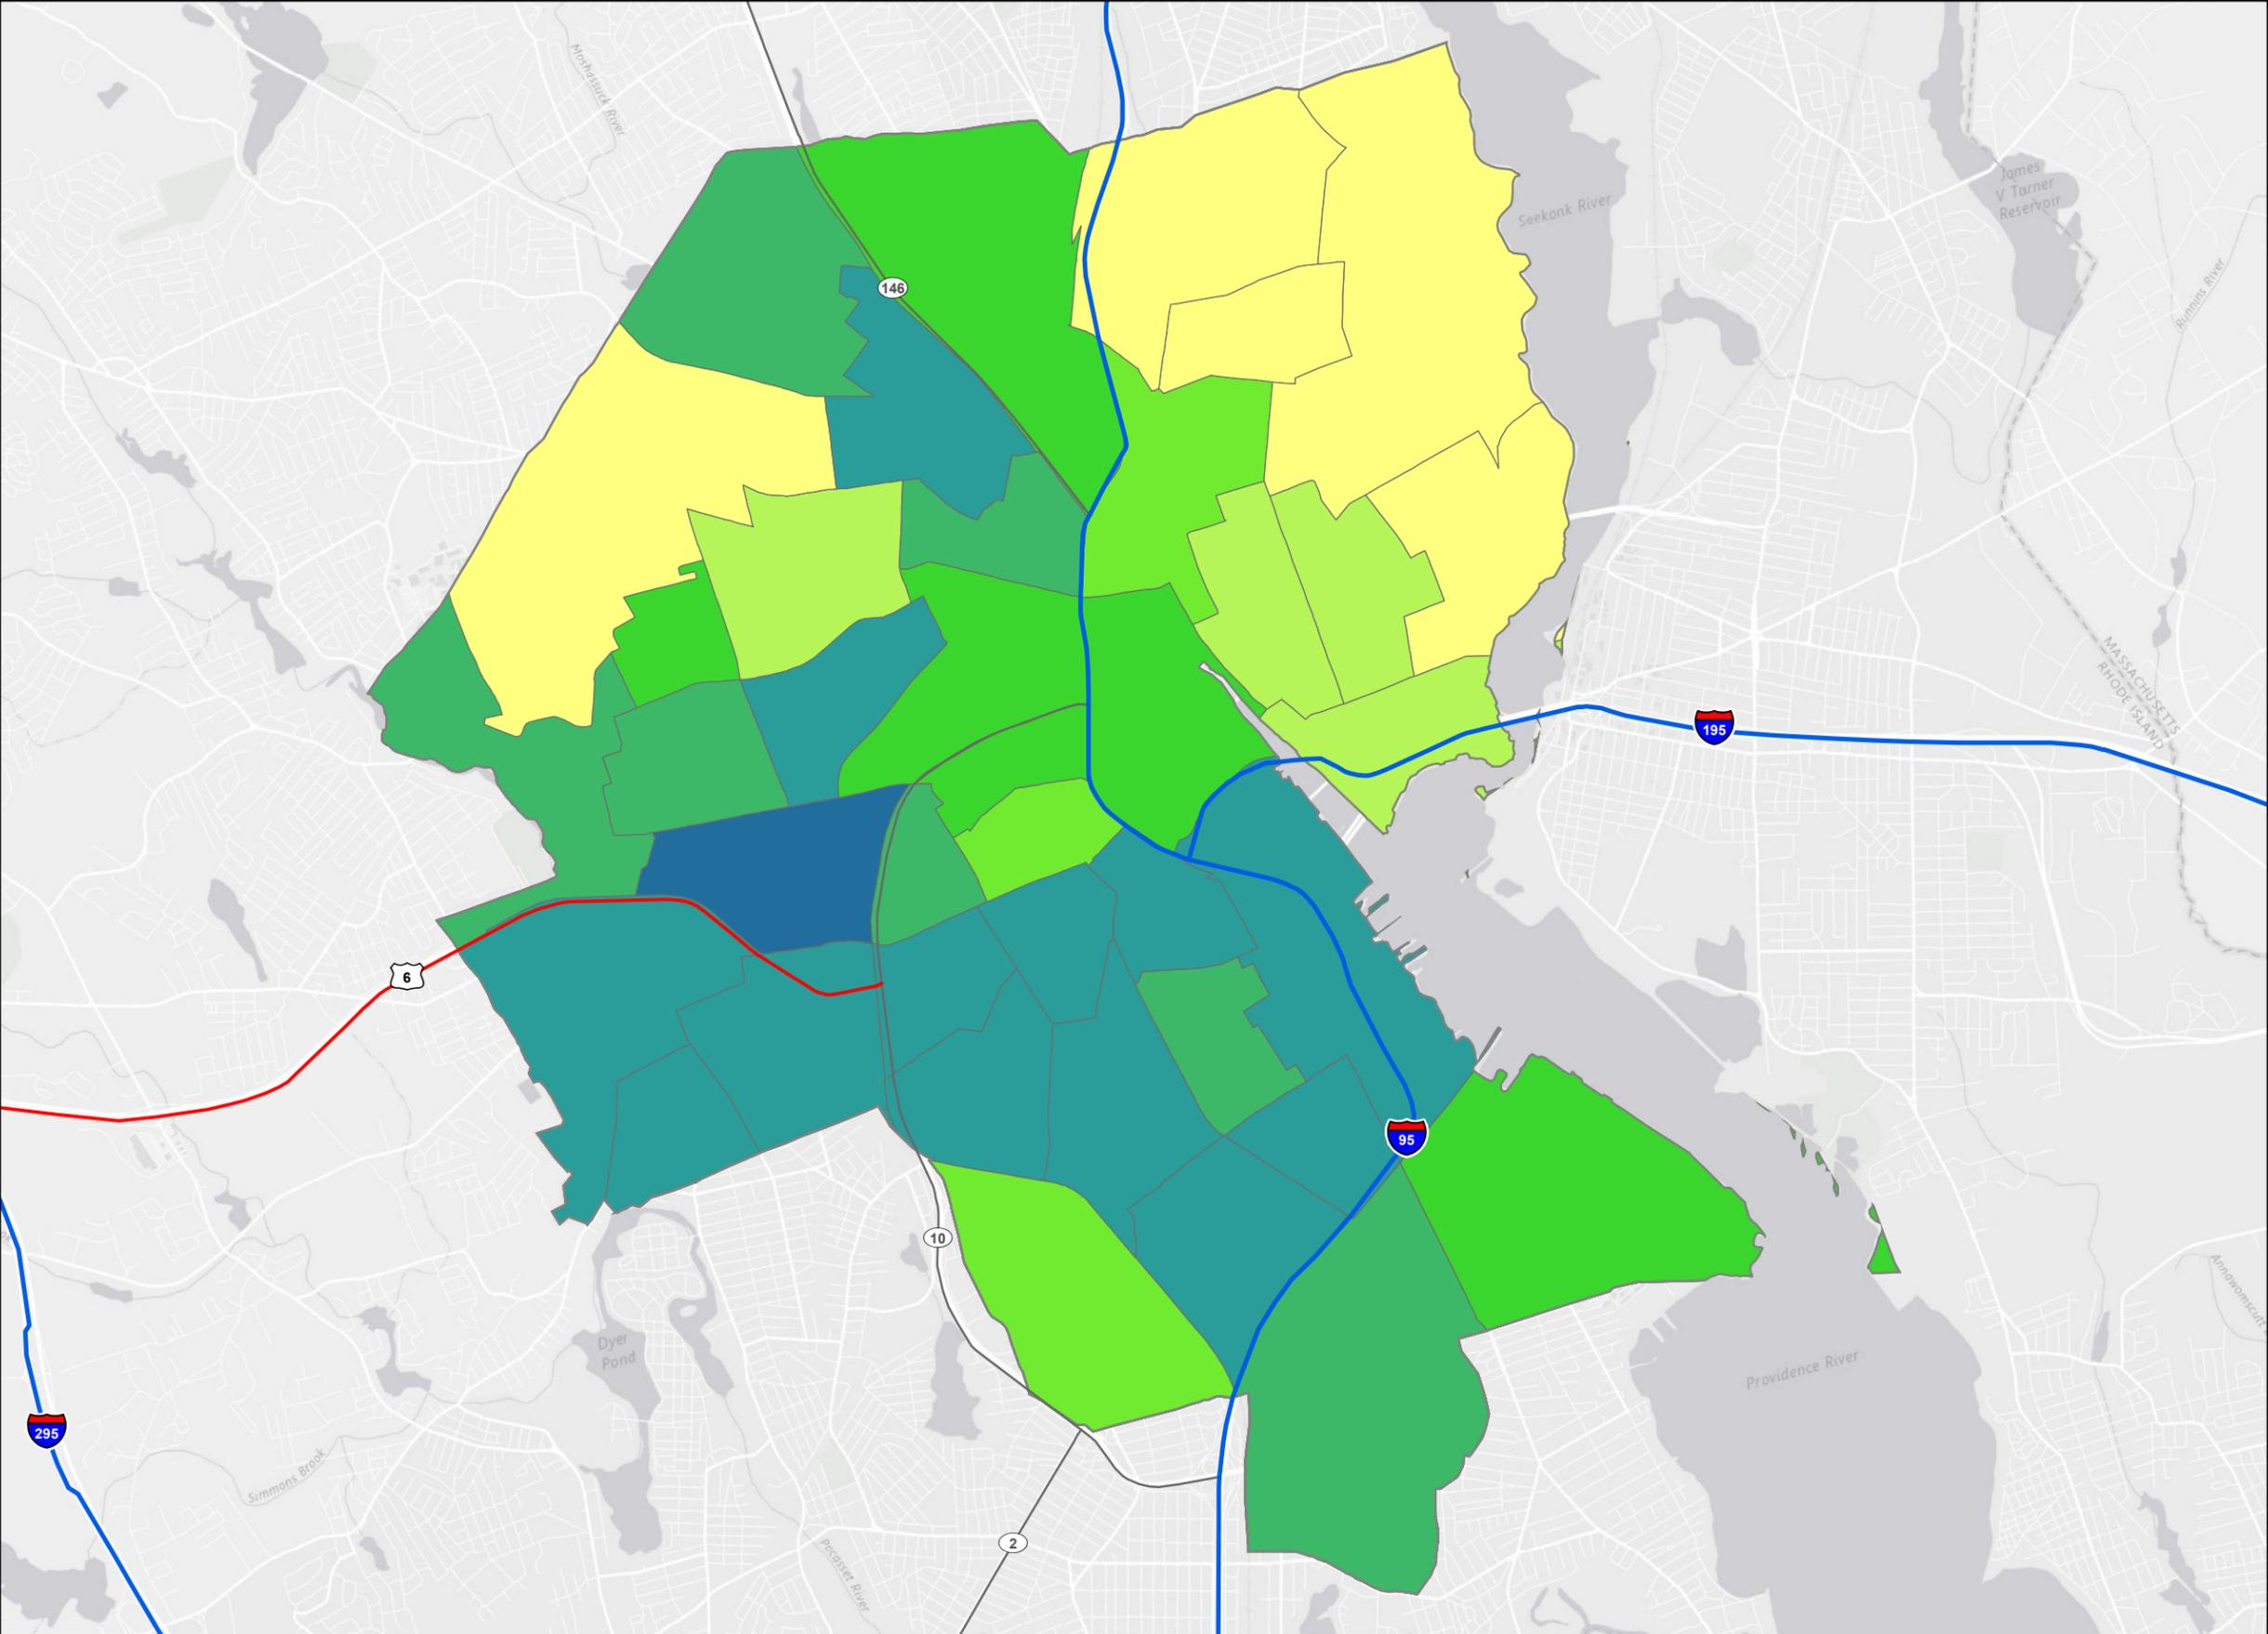 Moshassuck River
James
V Turner
Reservoir
Seekonk River
Runnins River
146
MASSACHUSETTS
RHODE ISLAND
195
6
95
10
Dyer
Pond
Providence River
295
Simmons Brook
2
Pocasset River